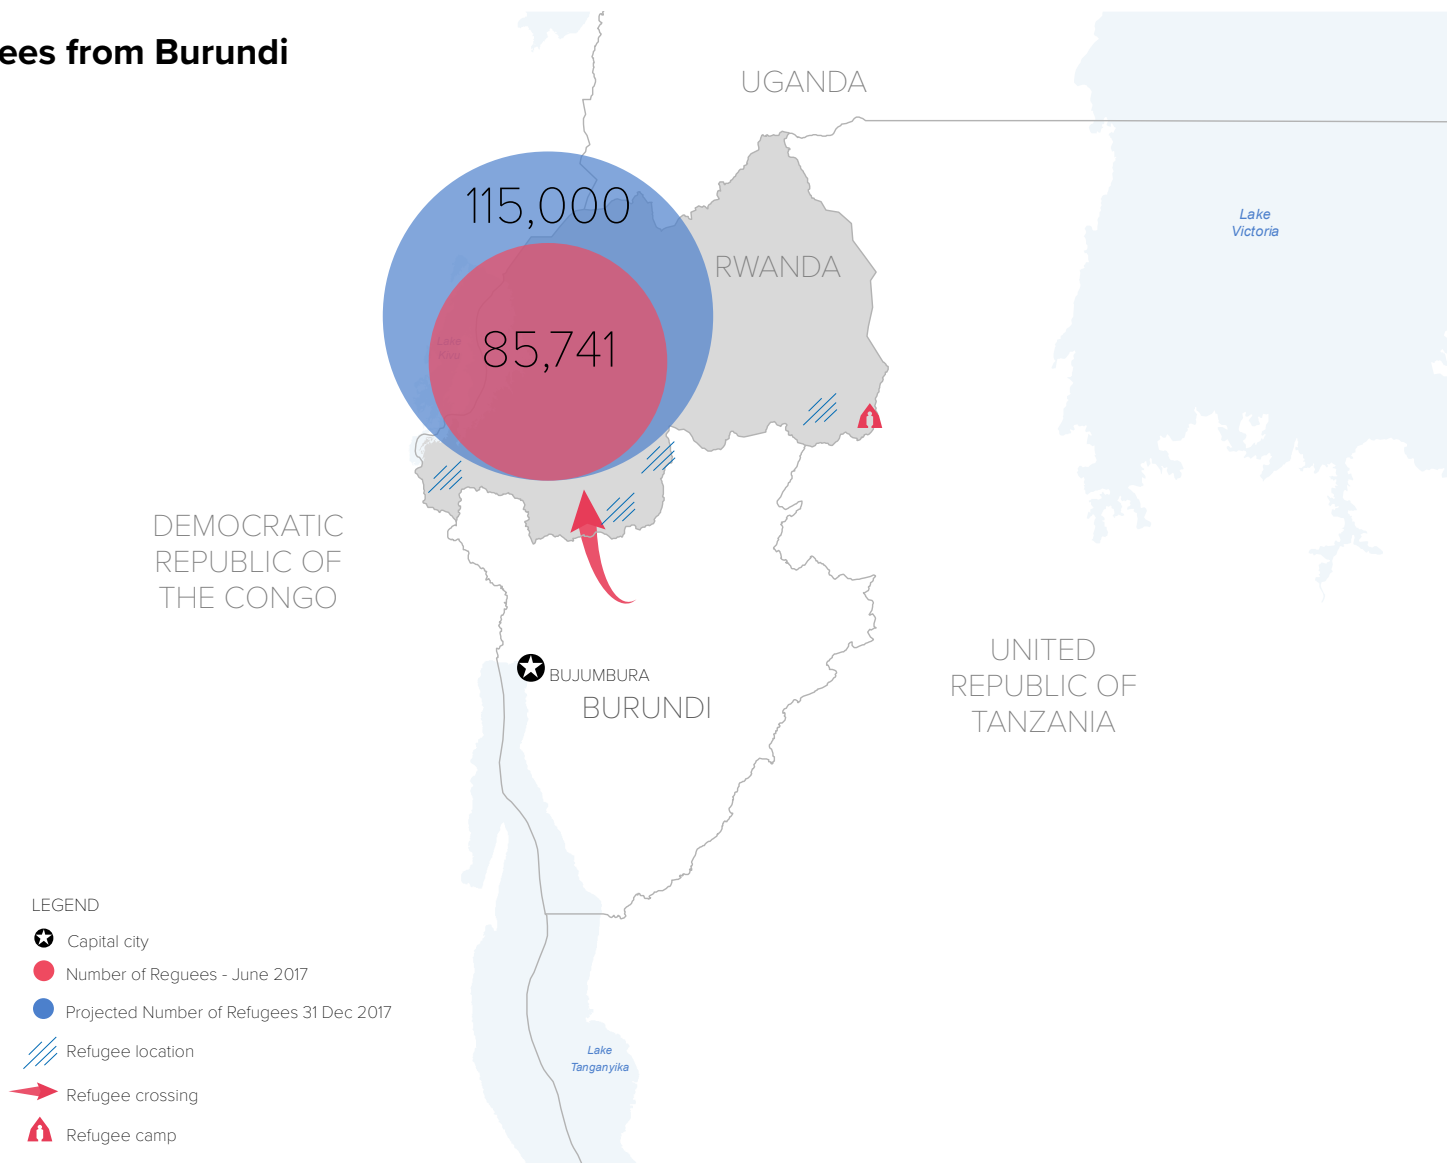 ees from Burundi
UGANDA
115,000
Lake
Victoria
RWANDA
85,741
Lake
Kivu
DEMOCRATIC
REPUBLIC OF
THE CONGO
UNITED
REPUBLIC OF
TANZANIA
BUJUMBURA
BURUNDI
LEGEND
Capital city
Number of Reguees - June 2017
Projected Number of Refugees 31 Dec 2017
Refugee location
Refugee crossing
Refugee camp
Lake
Tanganyika